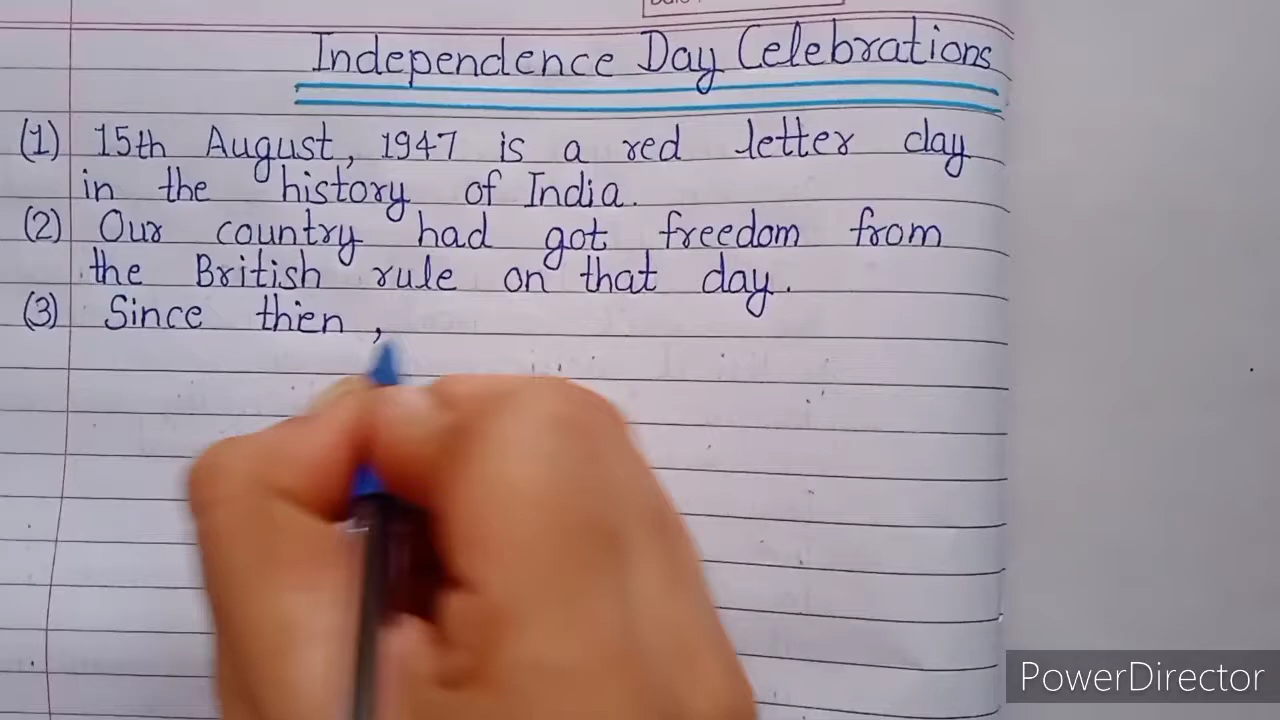 Independence Day Celebrations
(1) 15th August, 1947 is a red letter day
in the history of India.
(2) Our country had got freedom from
the British rule on that day.
(3) Since then,
PowerDirector